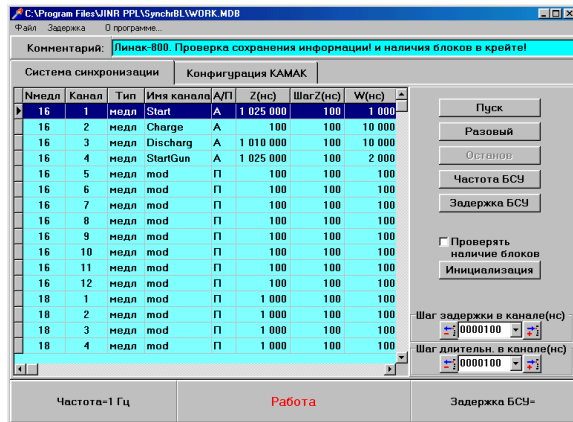 C:\Program Files\JINR PPL\SynchrBL\WORK.MDB
Файл Задержка О программе...
Комментарий: Линак-800. Проверка сохранения информации! и наличия блоков в крейте!
Система синхронизации Конфигурация КАМАК
Nмедл Канал Тип Имя канала А/П Z(нс) ШагZ(нс) W(нс)
16 1 медл Start А 1 025 000 100 1 000
16 2 медл Charge А 100 100 10 000
16 3 медл Discharg А 1 010 000 100 10 000
16 4 медл StartGun А 1 025 000 100 2 000
16 5 медл mod П 100 100 100
16 6 медл mod П 100 100 100
16 7 медл mod П 100 100 100
16 8 медл mod П 100 100 100
16 9 медл mod П 100 100 100
16 10 медл mod П 100 100 100
16 11 медл mod П 100 100 100
16 12 медл mod П 100 100 100
18 1 медл mod П 1 000 100 100
18 2 медл mod П 1 000 100 100
18 3 медл mod П 1 000 100 100
18 4 медл mod П 1 000 100 100
Пуск
Разовый
Останов
Частота БСУ
Задержка БСУ
Проверять
наличие блоков
Инициализация
Шаг задержки в канале(нс)
0000100
Шаг длительн. в канале(нс)
0000100
Частота=1 Гц Работа Задержка БСУ=